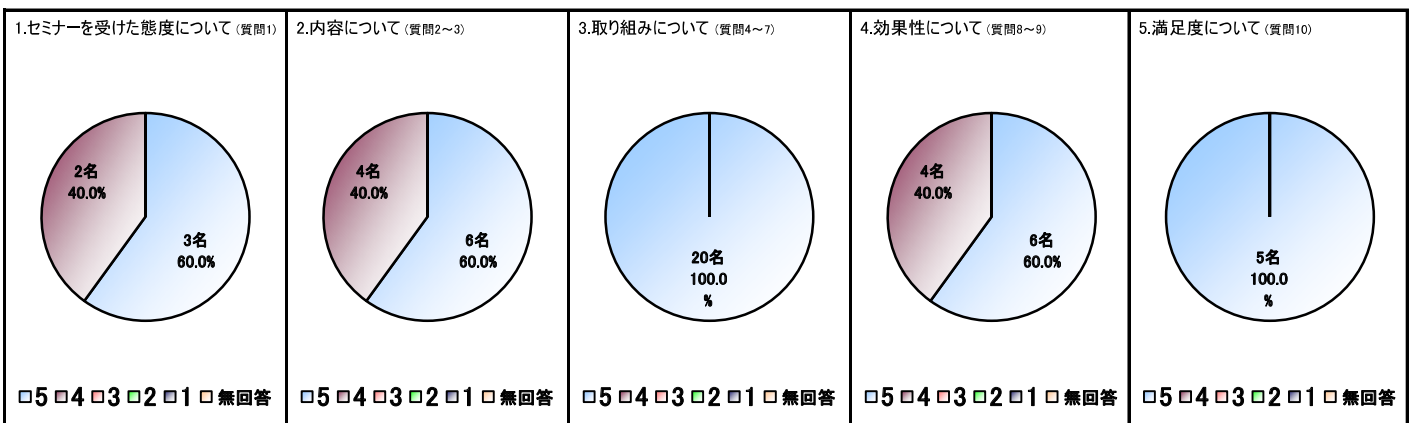 1.セミナーを受けた態度について(質問1)
2名
40.0%
3名
60.0%
□5□4□3□2□1□無回答
2.内容について(質問2~3)
4名
40.0%
6名
60.0%
□5□4□3□2□1□無回答
3.取り組みについて(質問4~7)
20名
100.0
%
□5□4□3□2□1□無回答
4.効果性について(質問8~9)
4名
40.0%
6名
60.0%
□5□4□3□2□1□無回答
5.満足度について(質問10)
5名
100.0
%
□5□4□3□2□1□無回答